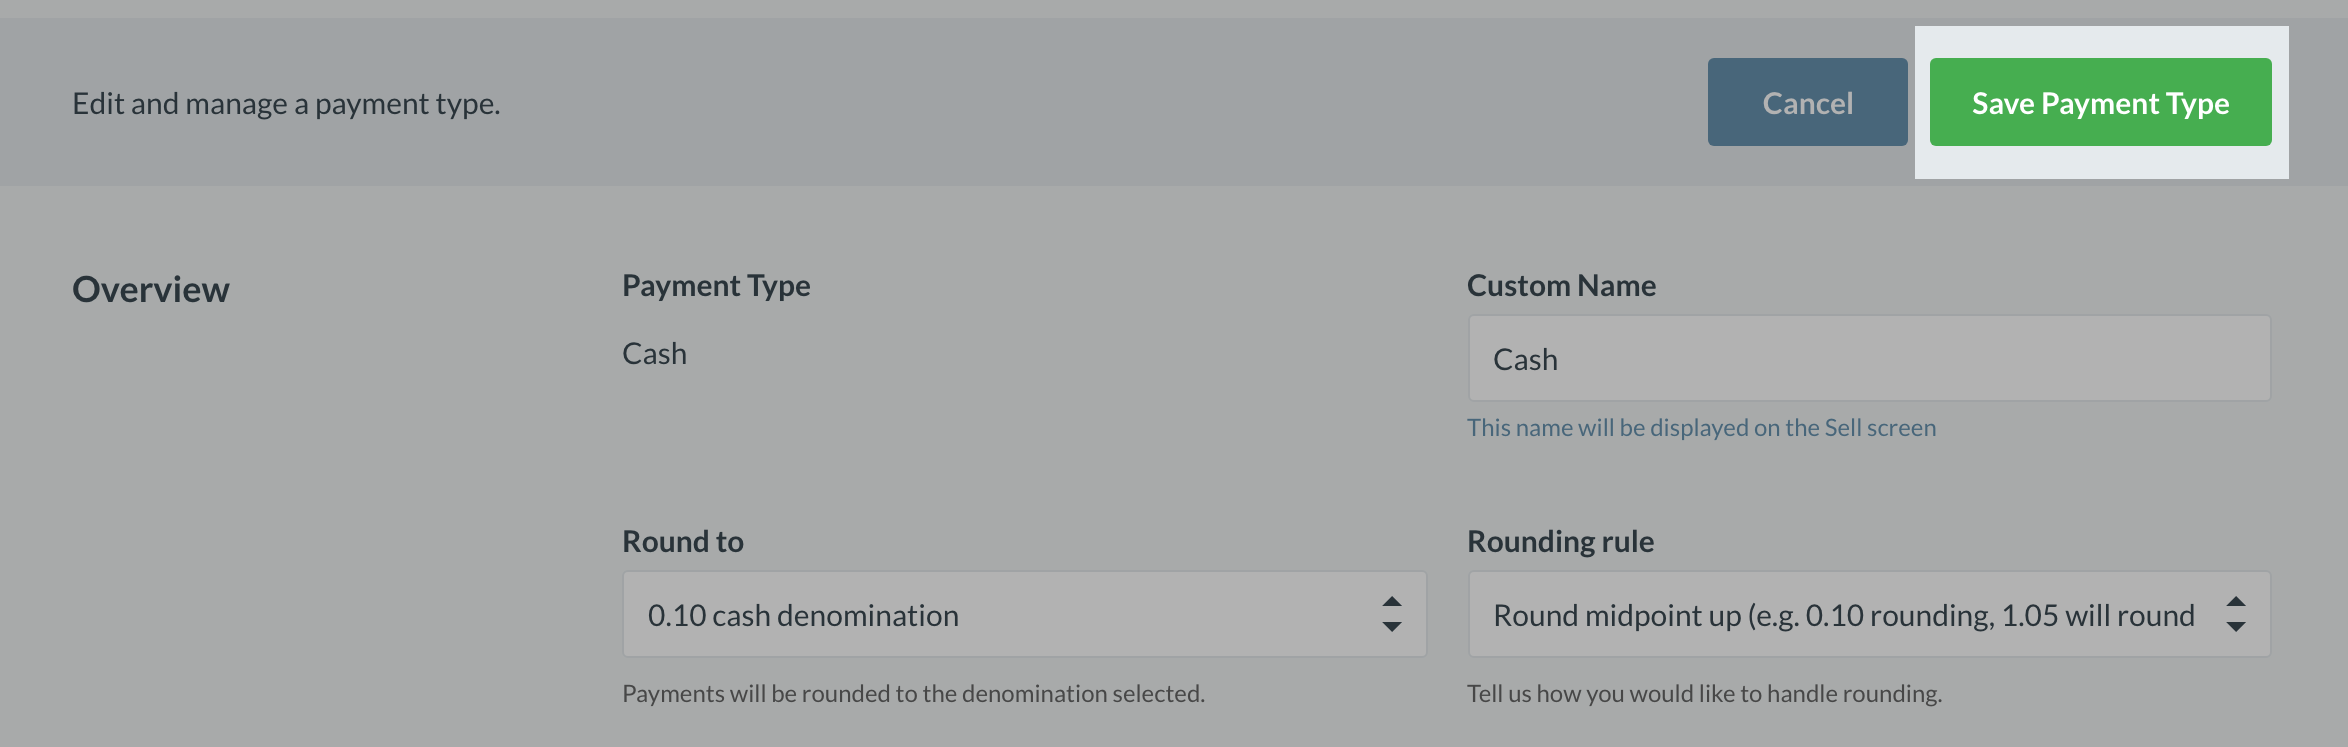 Edit and manage a payment type.
Cancel
Save Payment Type
Overview
Payment Type
Cash
Custom Name
Cash
This name will be displayed on the Sell screen
Round to
0.10 cash denomination
Payments will be rounded to the denomination selected.
Rounding rule
Round midpoint up (e.g. 0.10 rounding, 1.05 will round
Tell us how you would like to handle rounding.